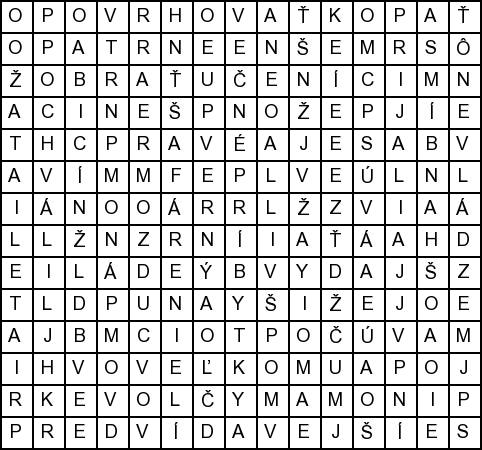 O P O V R H O V A Ť K O P A Ť
O P A T R N E E N Š E M R S Ô
Ž O B R A Ť U Č E N Í C I M N
A C I N E Š P N O Ž E P J Í E
T H C P R A V É A J E S A B V
A V Í M M F E P L V E Ú L N L
I Á N O O Á R R L Ž Z V I A Á
L L Ž N Z R N Í I A Ť Á A H D
E I L Á D E Ý B V Y D A J Š Z
T L D P U N A Y Š I Ž E J O E
A J B M C I O T P O Č Ú V A M
I H V O V E Ľ K O M U A P O J
R K E V O L Č Y M A M O N I P
P R E D V Í D A V E J Š Í E S